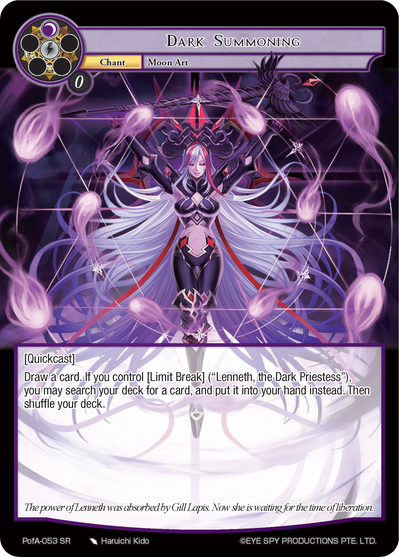 Dark Summoning
Chant Moon Art
0
[Quickcast]
Draw a card. If you control [Limit Break] (“Lenneth, the Dark Priestess”),
you may search your deck for a card, and put it into your hand instead. Then
shuffle your deck.
The power of Lenneth was absorbed by Gill Lapis. Now she is waiting for the time of liberation.
PofA-053 SR Haruichi Kido ©EYE SPY PRODUCTIONS PTE. LTD.